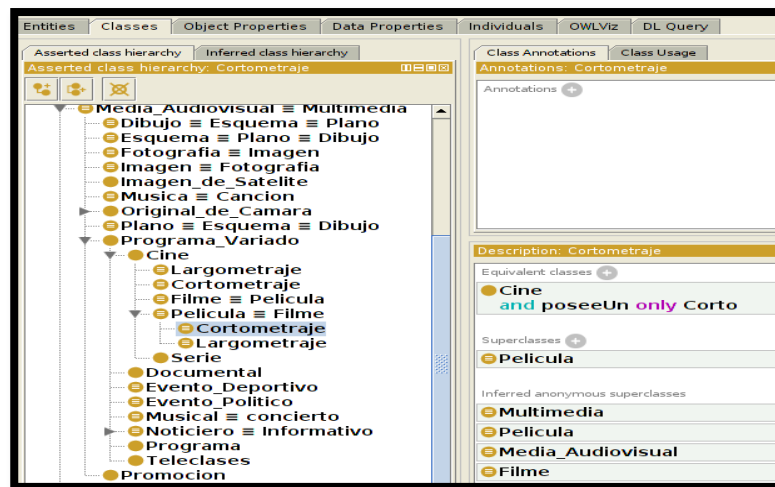 Entities Classes Object Properties Data Properties Individuals OWLViz DL Query
Asserted class hierarchy Inferred class hierarchy
Asserted class hierarchy: Cortometraje
Media_Audiovisual ≡ Multimedia
Dibujo ≡ Esquema ≡ Plano
Esquema ≡ Plano ≡ Dibujo
Fotografia ≡ Imagen
Imagen ≡ Fotografia
Imagen_de_Satelite
Musica ≡ Cancion
Original_de_Camara
Plano ≡ Esquema ≡ Dibujo
Programa_Variado
Cine
Largometraje
Cortometraje
Filme ≡ Pelicula
Pelicula ≡ Filme
Cortometraje
Largometraje
Serie
Documental
Evento_Deportivo
Evento_Politico
Musical ≡ concierto
Noticiero ≡ Informativo
Programa
Teleclases
Promocion
Class Annotations Class Usage
Annotations: Cortometraje
Annotations
Description: Cortometraje
Equivalent classes
Cine
and poseeUn only Corto
Superclasses
Pelicula
Inferred anonymous superclasses
Multimedia
Pelicula
Media_Audiovisual
Filme